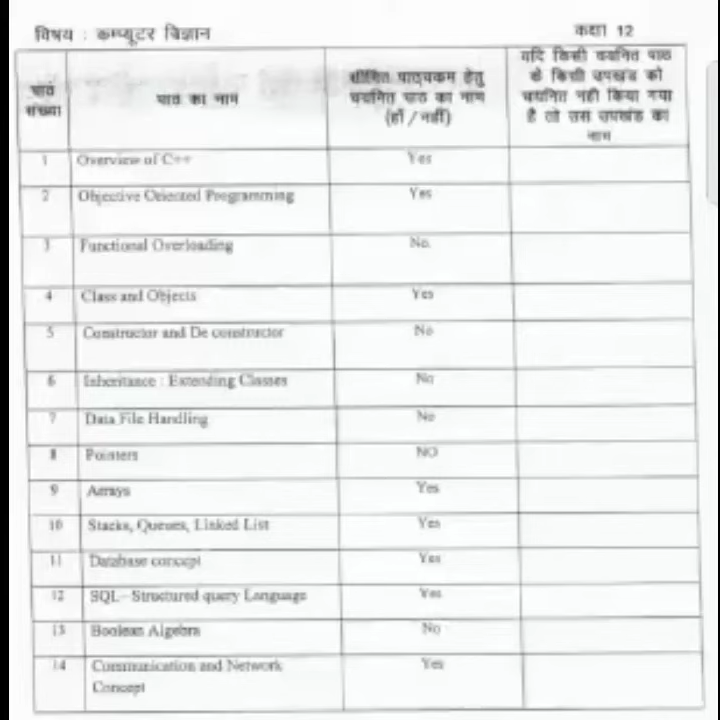 विषय : कम्प्यूटर विज्ञान
कक्षा 12
पाठ संख्या
पाठ का नाम
सीमित पाठ्यक्रम हेतु
चयनित पाठ का नाम
(हाँ / नहीं)
यदि किसी चयनित पाठ
के किसी उपखंड को
चयनित नही किया गया
है तो उस उपखंड का
नाम
1 Overview of C++ Yes
2 Objective Oriented Programming Yes
3 Functional Overloading No.
4 Class and Objects Yes
5 Constructor and De constructor No
6 Inheritance : Extending Classes No
7 Data File Handling No
8 Pointers NO
9 Arrays Yes
10 Stacks, Queues, Linked List Yes
11 Database concept Yes
12 SQL – Structured query Language Yes
13 Boolean Algebra No
14 Communication and Network Yes
Concept